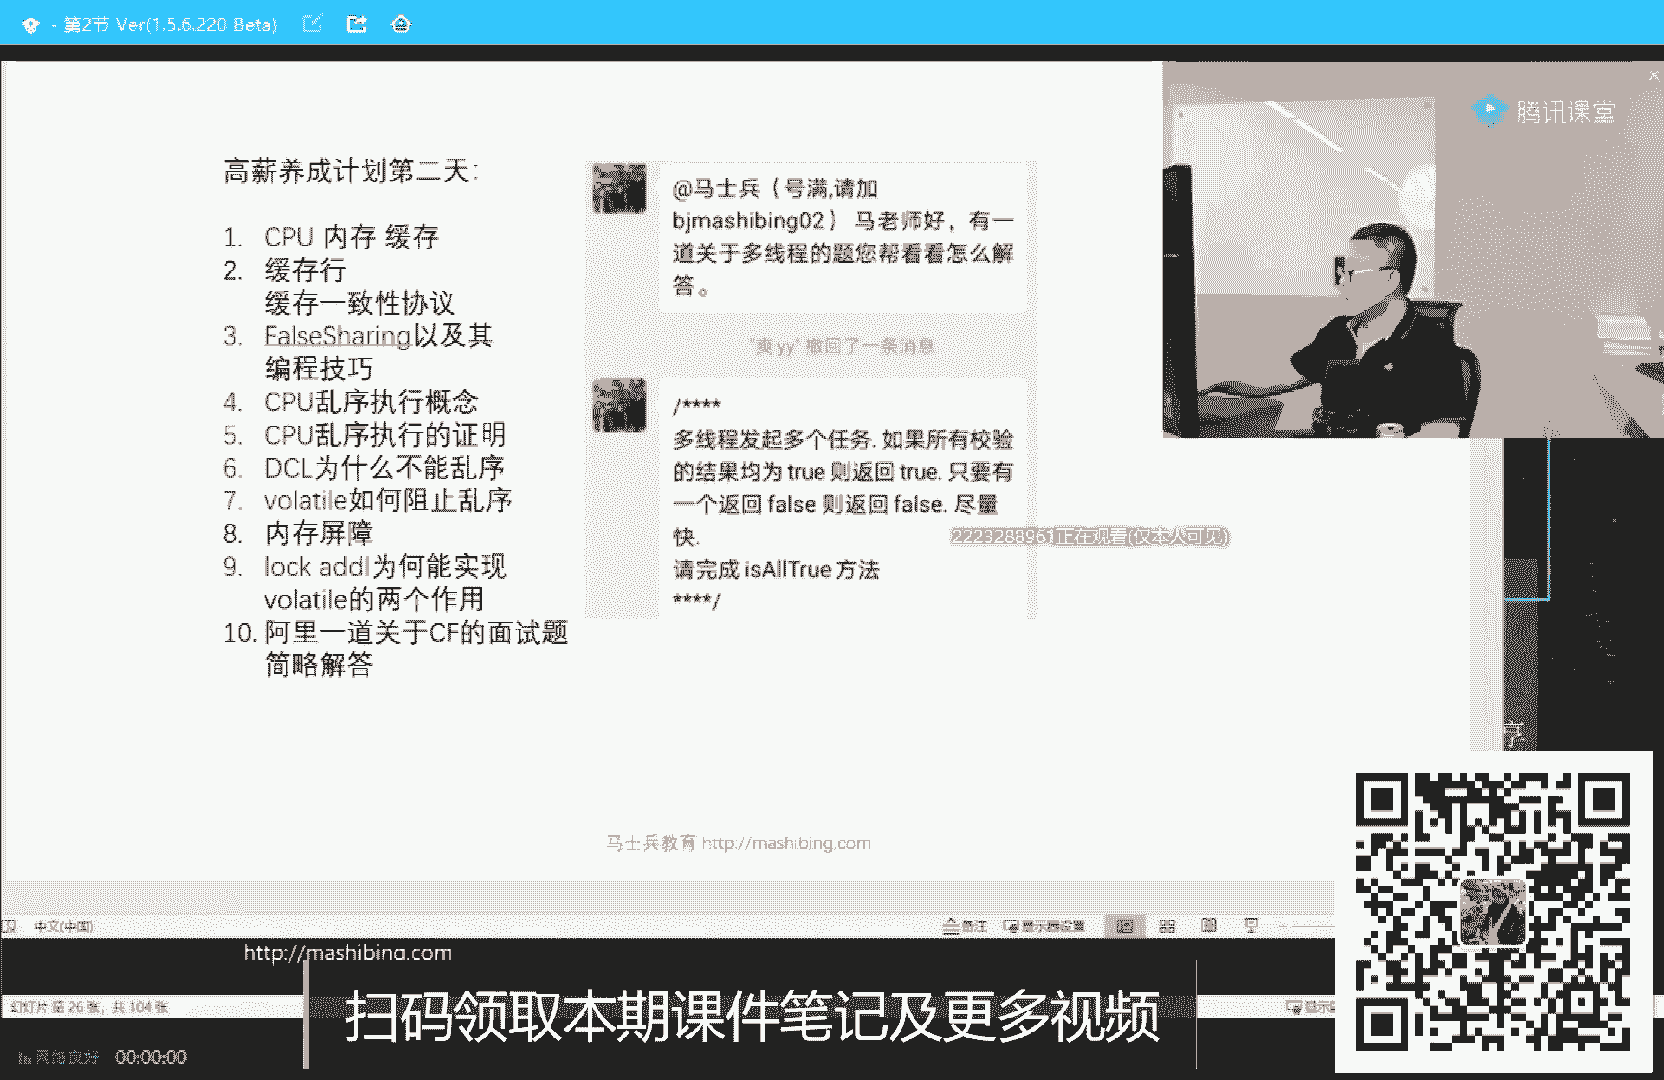 - 第2节 Ver(1.5.6.220 Beta)
腾讯课堂
高薪养成计划第二天:
1. CPU 内存 缓存
2. 缓存行
缓存一致性协议
3. FalseSharing以及其
编程技巧
4. CPU乱序执行概念
5. CPU乱序执行的证明
6. DCL为什么不能乱序
7. volatile如何阻止乱序
8. 内存屏障
9. lock addl为何能实现
volatile的两个作用
10. 阿里一道关于CF的面试题
简略解答
@马士兵（号满,请加
bjmashibing02） 马老师好，有一
道关于多线程的题您帮看看怎么解
答。
"爽 yy" 撤回了一条消息
/****
多线程发起多个任务. 如果所有校验
的结果均为 true 则返回 true. 只要有
一个返回 false 则返回 false. 尽量
快.
请完成 isAllTrue 方法
****/
2223288961正在观看(仅本人可见)
马士兵教育 http://mashibing.com
中文(中国)
备注
显示器设置
http://mashibing.com
幻灯片 第 26 张，共 104 张
扫码领取本期课件笔记及更多视频
网络良好 00:00:00